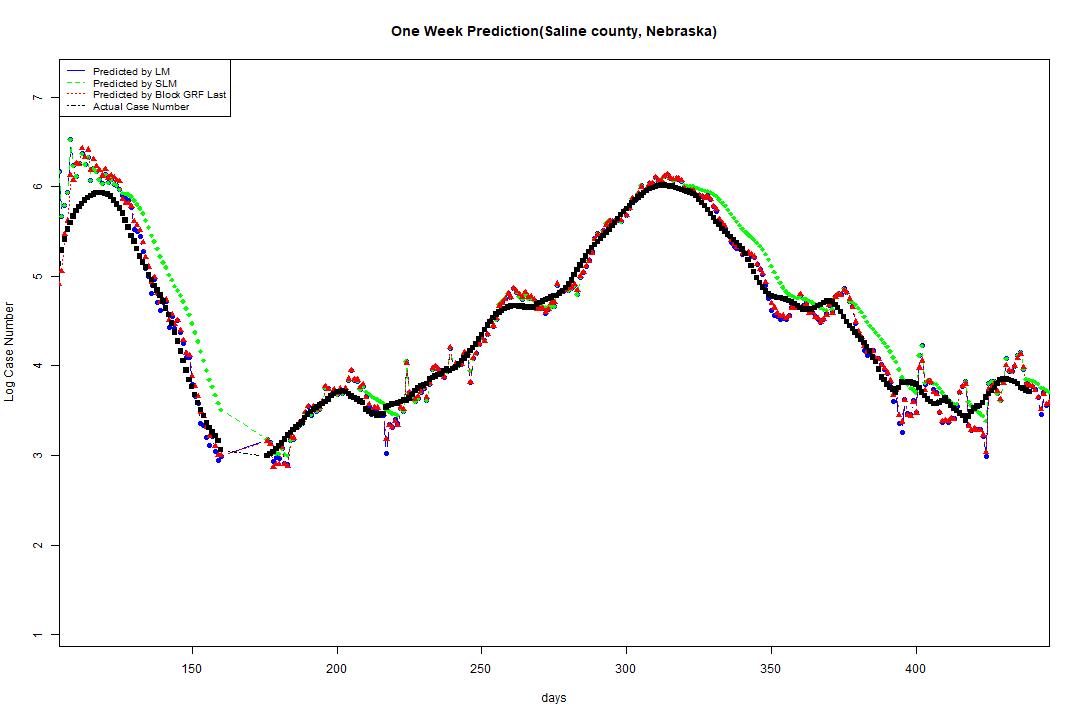 One Week Prediction(Saline county, Nebraska)
Predicted by LM
Predicted by SLM
Predicted by Block GRF Last
Actual Case Number
7
6
5
4
3
2
1
Log Case Number
150 200 250 300 350 400
days